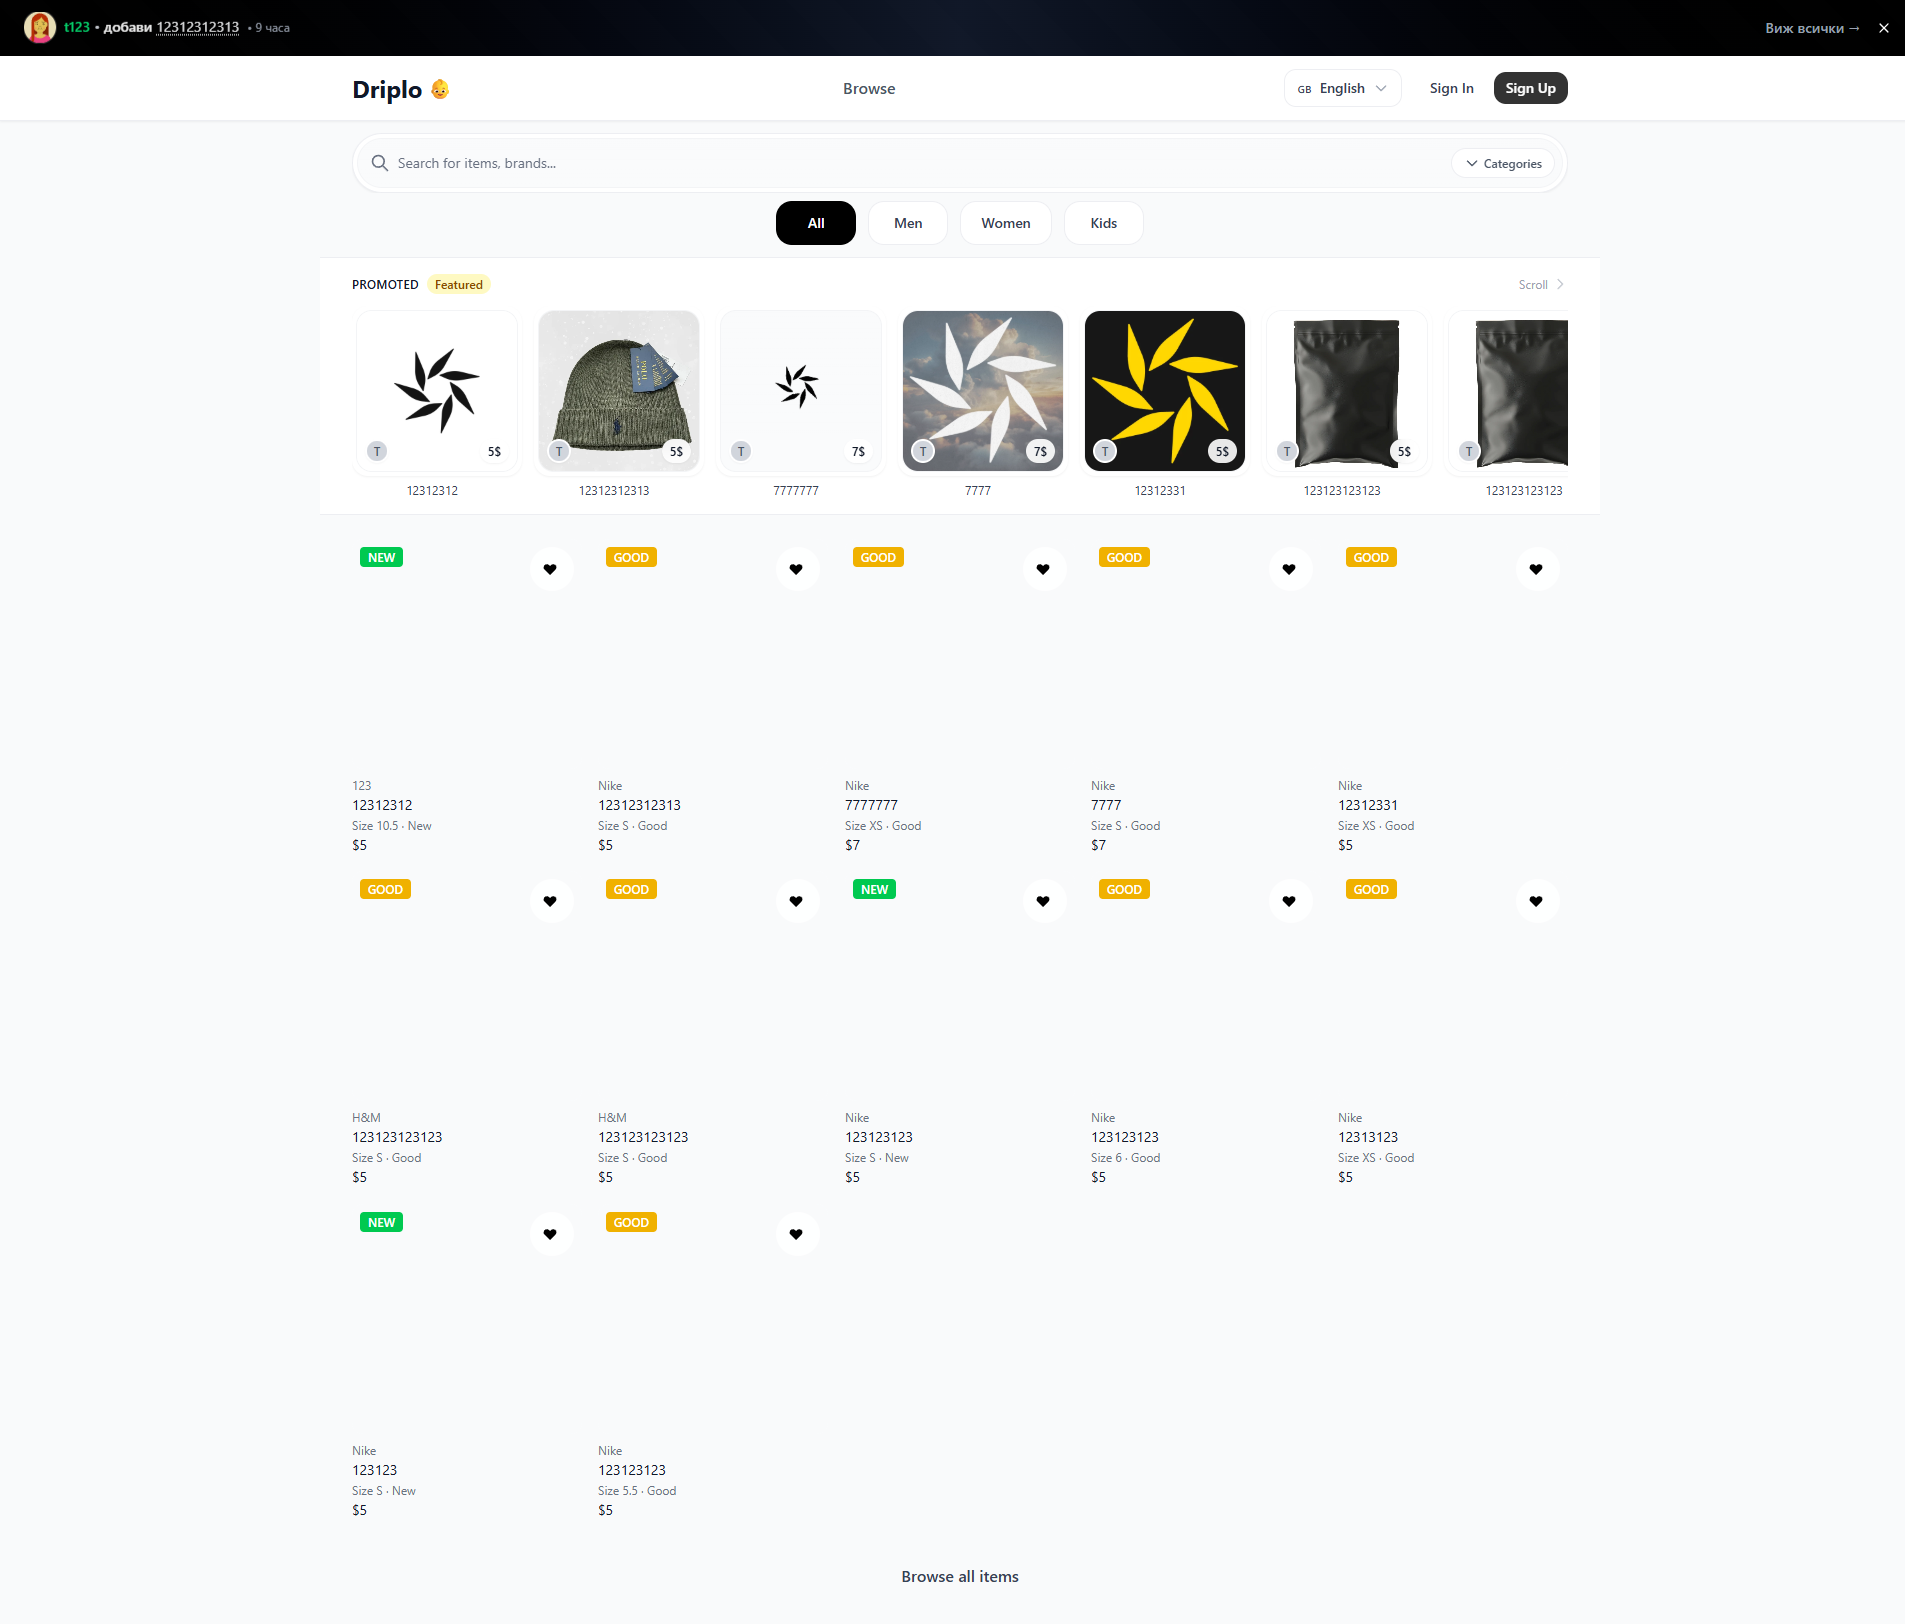 t123 • добави 12312312313 • 9 часа
Виж всички →
Driplo
Browse
GB English
Sign In
Sign Up
Search for items, brands...
Categories
All
Men
Women
Kids
PROMOTED
Featured
Scroll
T 5$
T 5$
T 7$
T 7$
T 5$
T 5$
T
12312312
12312312313
7777777
7777
12312331
123123123123
123123123123
NEW
GOOD
GOOD
GOOD
GOOD
123
12312312
Size 10.5 · New
$5
Nike
12312312313
Size S · Good
$5
Nike
7777777
Size XS · Good
$7
Nike
7777
Size S · Good
$7
Nike
12312331
Size XS · Good
$5
GOOD
GOOD
NEW
GOOD
GOOD
H&M
123123123123
Size S · Good
$5
H&M
123123123123
Size S · Good
$5
Nike
123123123
Size S · New
$5
Nike
123123123
Size 6 · Good
$5
Nike
12313123
Size XS · Good
$5
NEW
GOOD
Nike
123123
Size S · New
$5
Nike
123123123
Size 5.5 · Good
$5
Browse all items